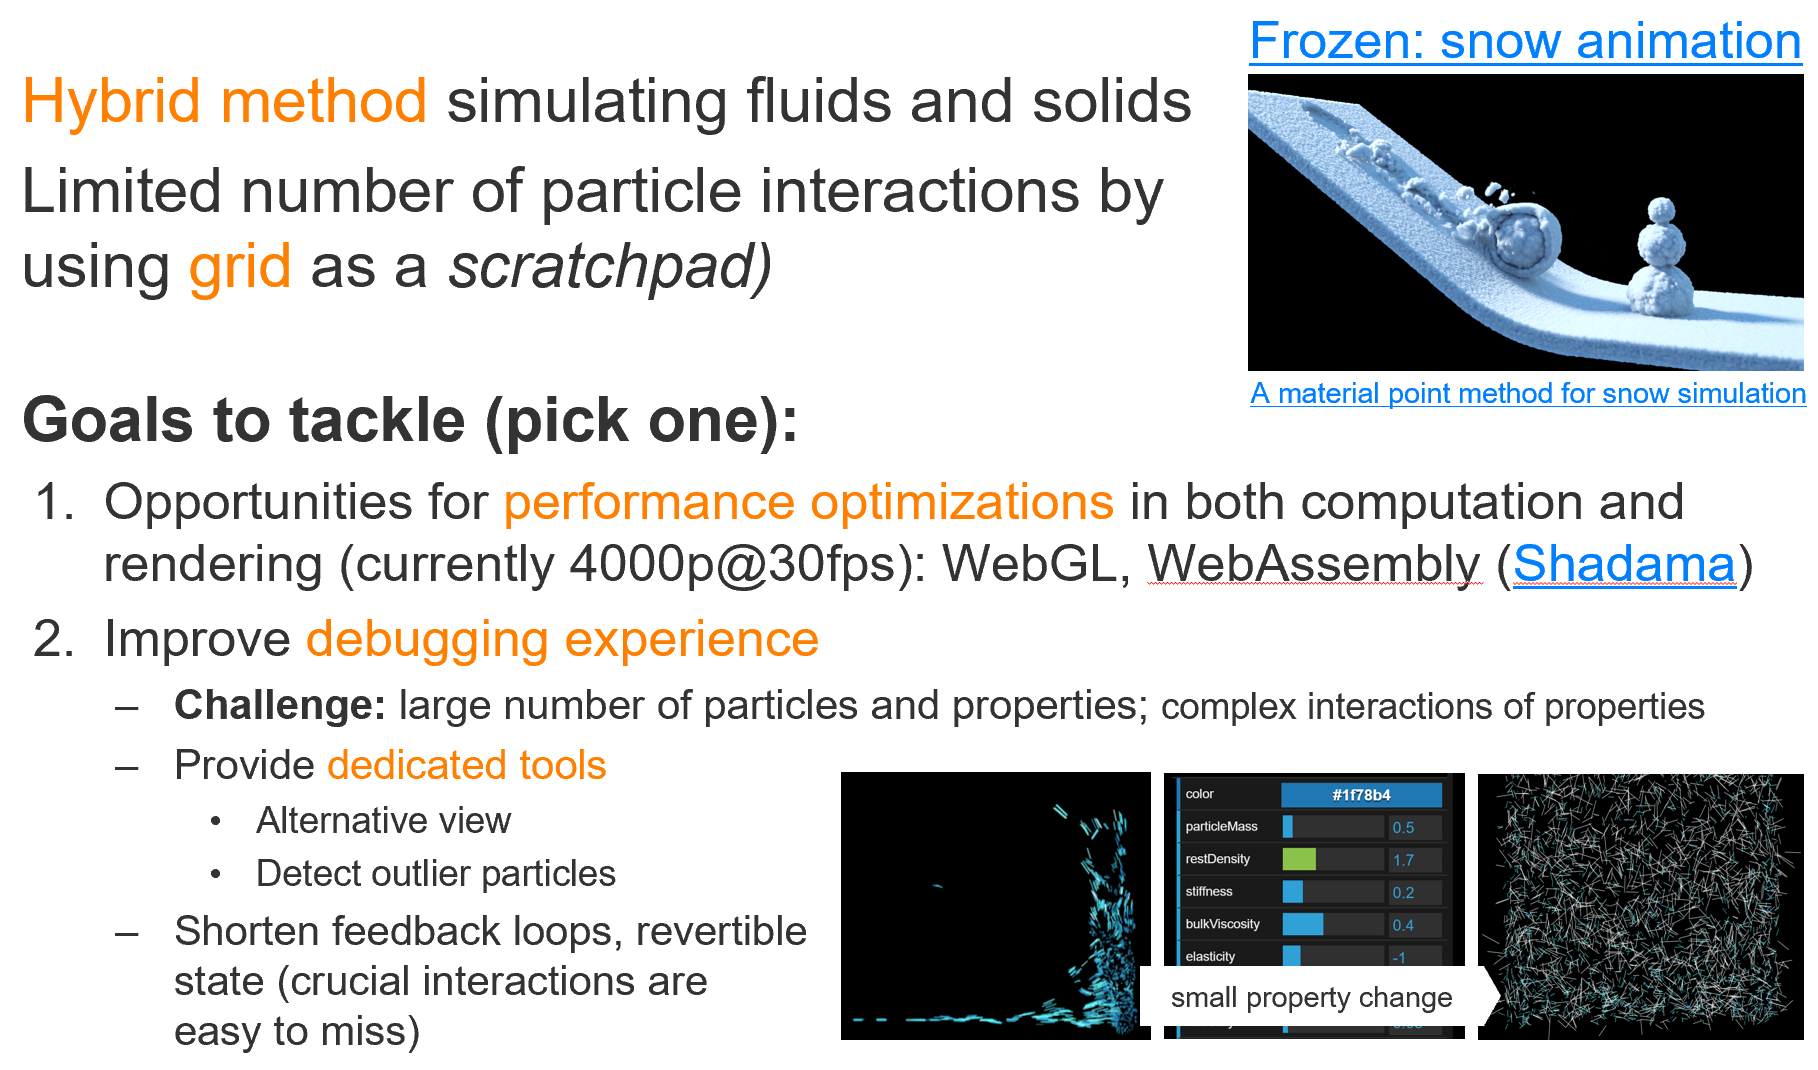 Frozen: snow animation
Hybrid method simulating fluids and solids
Limited number of particle interactions by
using grid as a scratchpad)
A material point method for snow simulation
Goals to tackle (pick one):
1. Opportunities for performance optimizations in both computation and
rendering (currently 4000p@30fps): WebGL, WebAssembly (Shadama)
2. Improve debugging experience
– Challenge: large number of particles and properties; complex interactions of properties
– Provide dedicated tools
• Alternative view
• Detect outlier particles
– Shorten feedback loops, revertible
state (crucial interactions are
easy to miss)
color #1f78b4
particleMass 0.5
restDensity 1.7
stiffness 0.2
bulkViscosity 0.4
elasticity -1
small property change